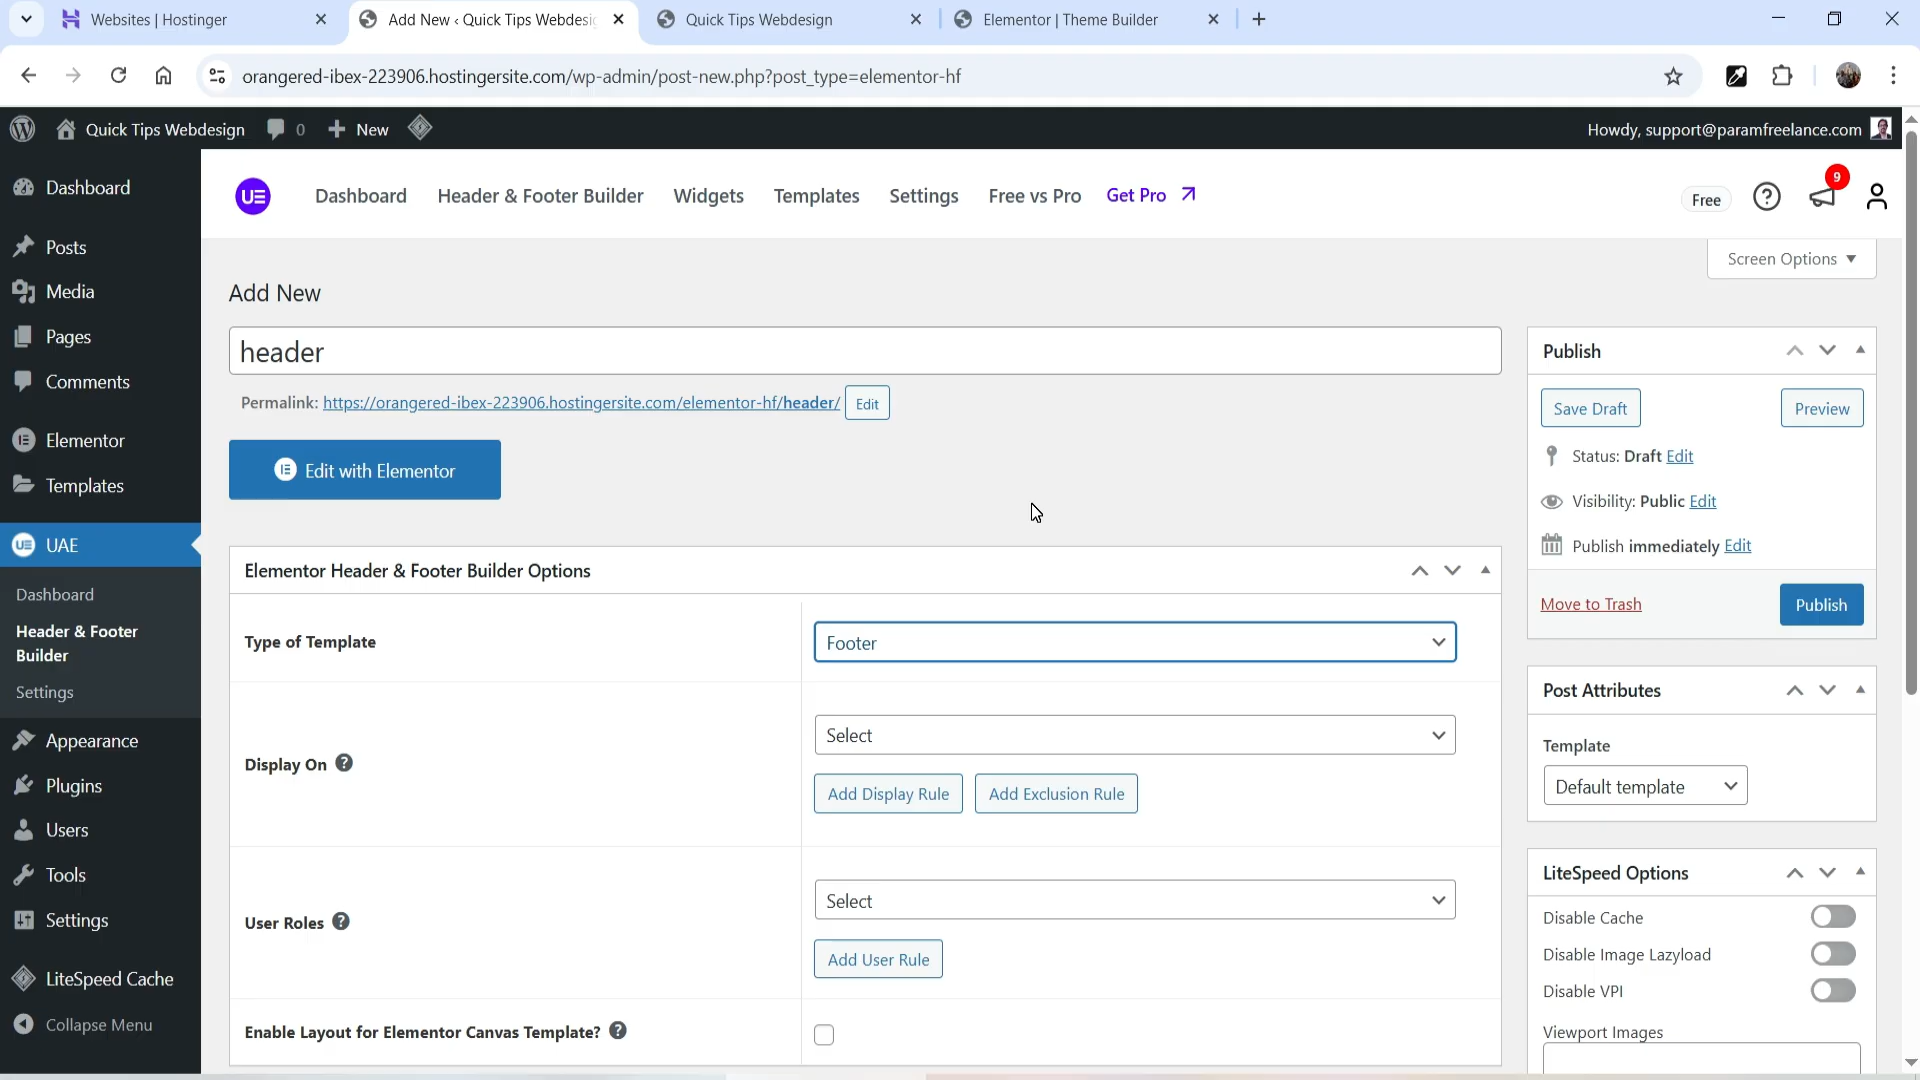 Websites | Hostinger
Add New ‹ Quick Tips Webdesig
Quick Tips Webdesign
Elementor | Theme Builder
orangered-ibex-223906.hostingersite.com/wp-admin/post-new.php?post_type=elementor-hf
Quick Tips Webdesign
0
New
Howdy, support@paramfreelance.com
Dashboard
Posts
Media
Pages
Comments
Elementor
Templates
UAE
Dashboard
Header & Footer
Builder
Settings
Appearance
Plugins
Users
Tools
Settings
LiteSpeed Cache
Collapse Menu
UE
Dashboard
Header & Footer Builder
Widgets
Templates
Settings
Free vs Pro
Get Pro
Free
9
Screen Options
Add New
header
Permalink: https://orangered-ibex-223906.hostingersite.com/elementor-hf/header/ Edit
Edit with Elementor
Elementor Header & Footer Builder Options
Type of Template
Footer
Display On
Select
Add Display Rule
Add Exclusion Rule
User Roles
Select
Add User Rule
Enable Layout for Elementor Canvas Template?
Publish
Save Draft
Preview
Status: Draft Edit
Visibility: Public Edit
Publish immediately Edit
Move to Trash
Publish
Post Attributes
Template
Default template
LiteSpeed Options
Disable Cache
Disable Image Lazyload
Disable VPI
Viewport Images